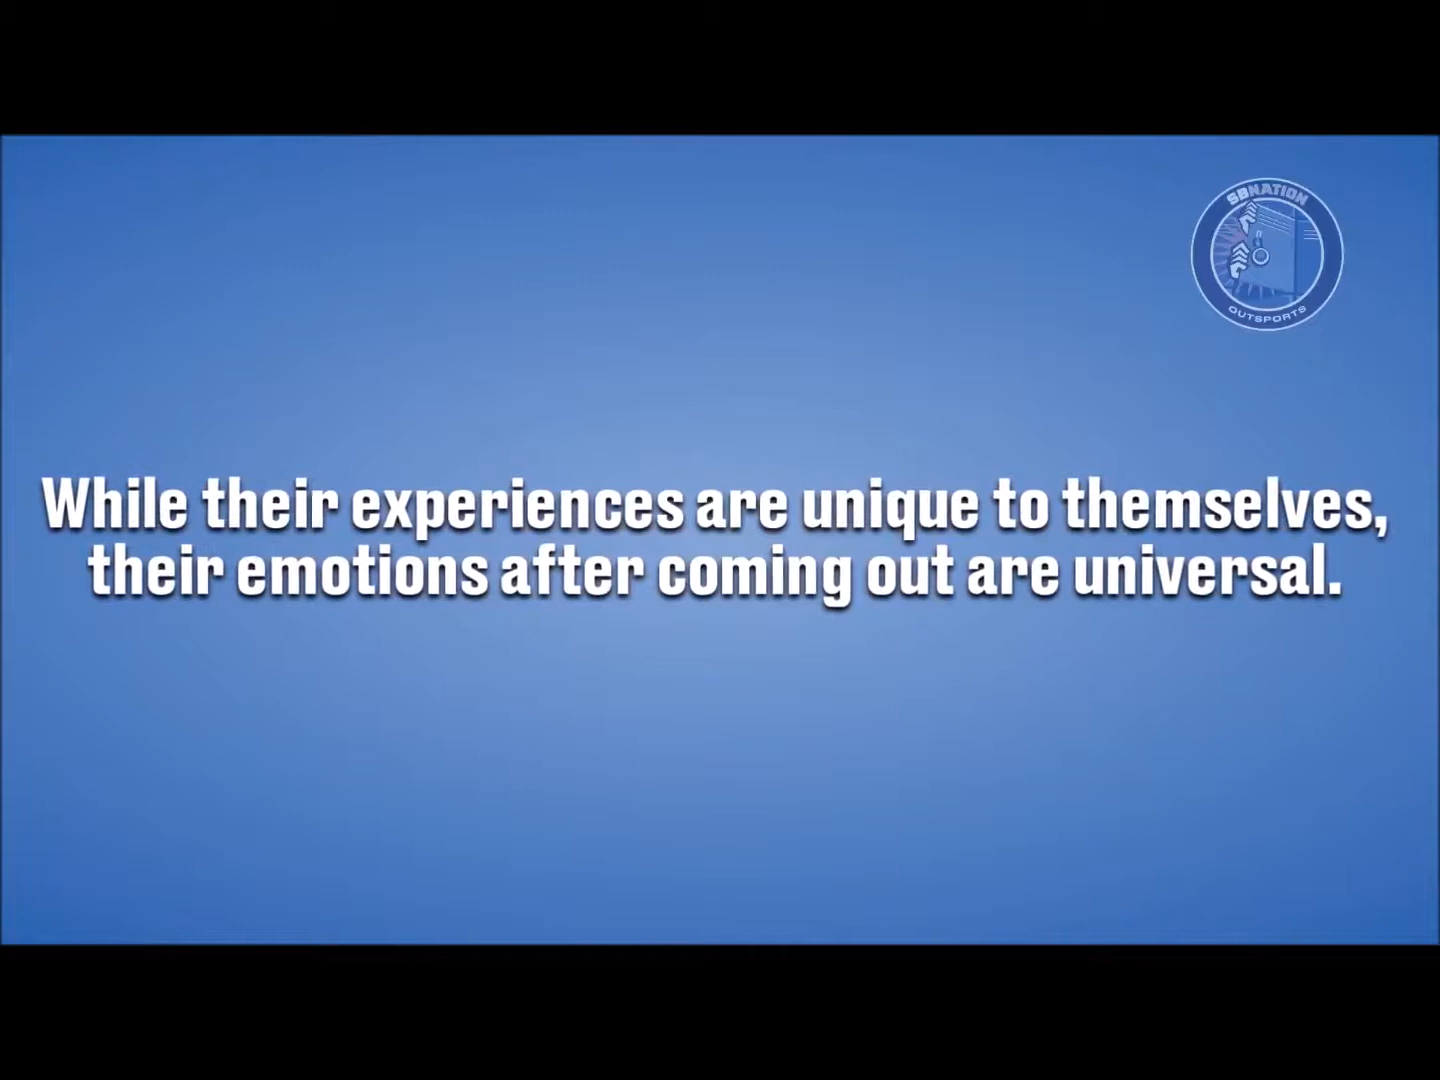 SBNATION
OUTSPORTS
While their experiences are unique to themselves,
their emotions after coming out are universal.